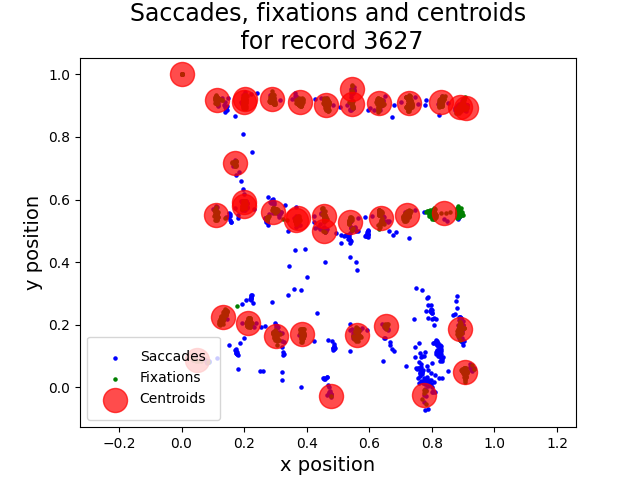 Saccades, fixations and centroids
for record 3627
y position
1.0
0.8
0.6
0.4
0.2
0.0
Saccades
Fixations
Centroids
−0.2
0.0
0.2
0.4
0.6
0.8
1.0
1.2
x position